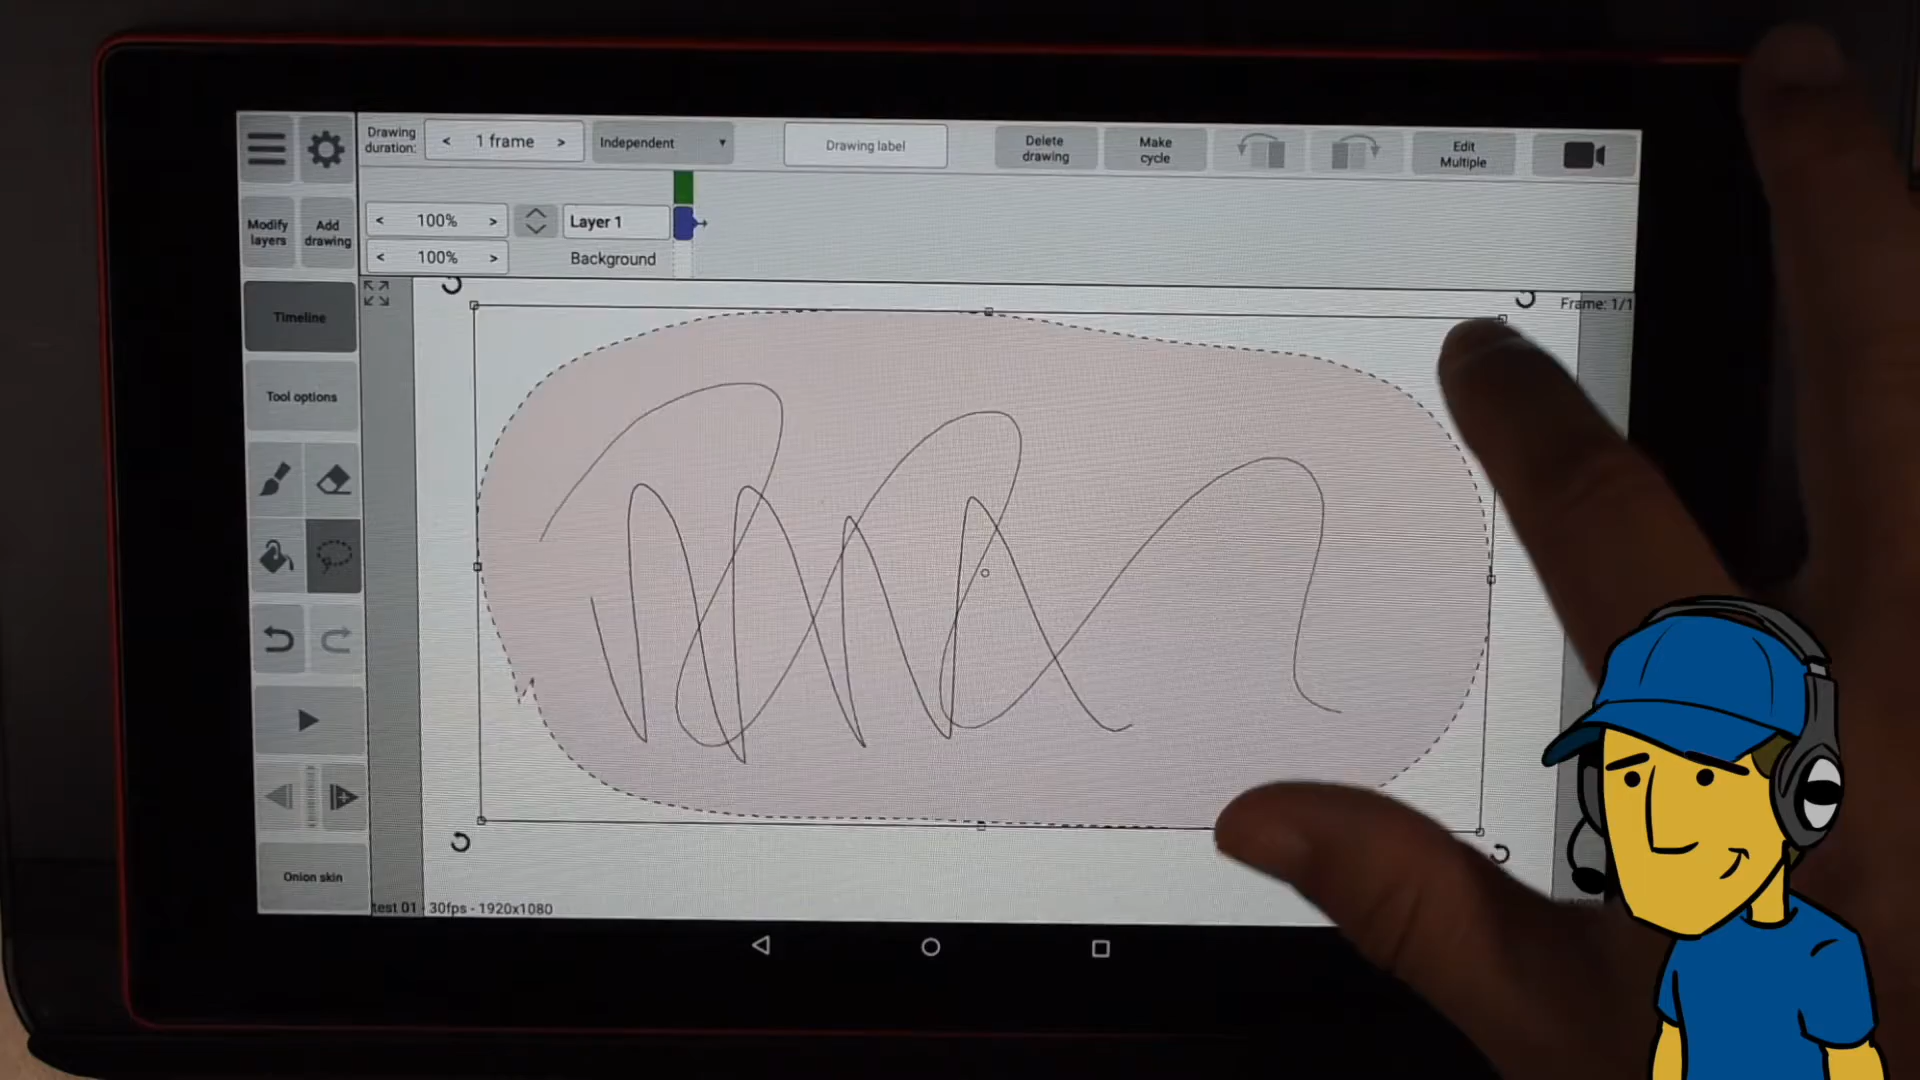 Drawing
duration:
< 1 frame >
Independent
Drawing label
Delete
drawing
Make
cycle
Edit
Multiple
Modify
layers
Add
drawing
< 100% >
Layer 1
< 100% >
Background
Timeline
Frame: 1/1
Tool options
Onion skin
test 01 - 30fps - 1920x1080